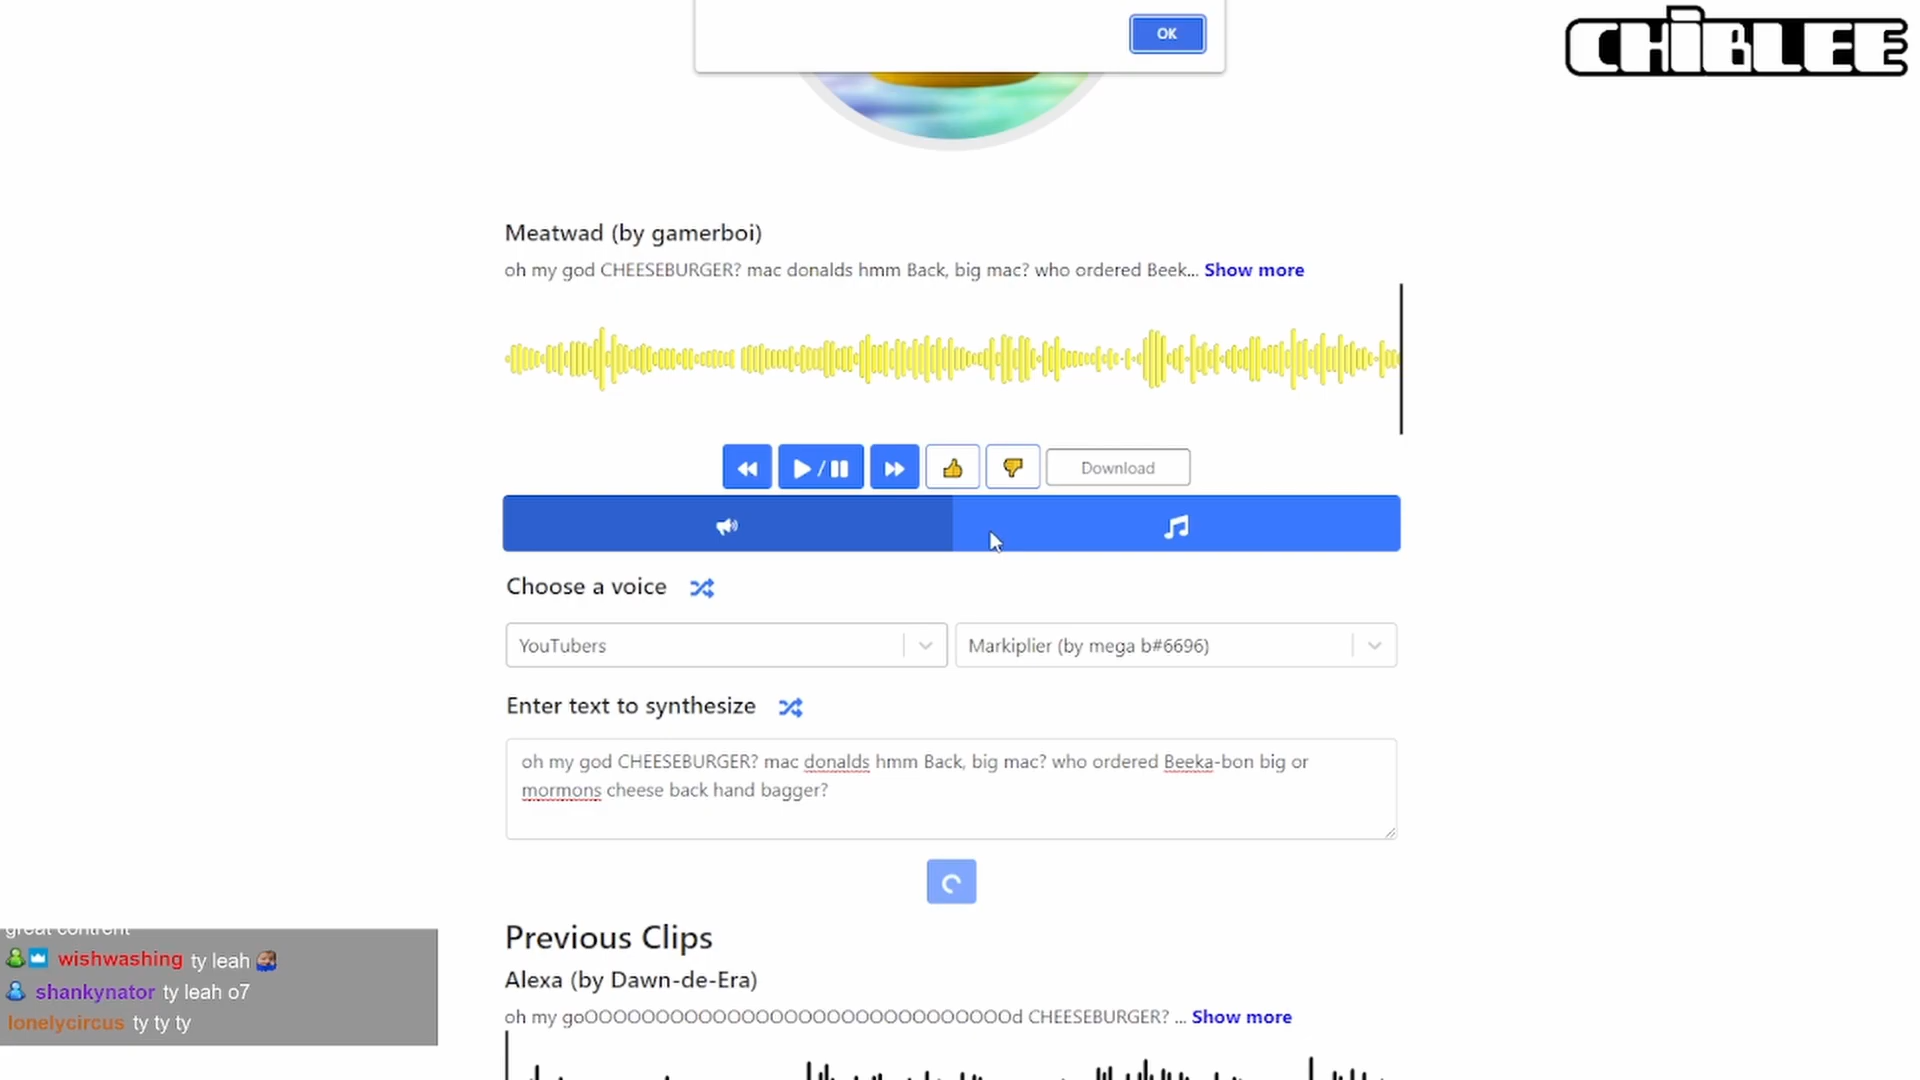 OK
CHIBLEE
Meatwad (by gamerboi)
oh my god CHEESEBURGER? mac donalds hmm Back, big mac? who ordered Beek... Show more
Download
Choose a voice
YouTubers
Markiplier (by mega b#6696)
Enter text to synthesize
oh my god CHEESEBURGER? mac donalds hmm Back, big mac? who ordered Beeka-bon big or
mormons cheese back hand bagger?
great contrent
wishwashing ty leah
shankynator ty leah o7
lonelycircus ty ty ty
Previous Clips
Alexa (by Dawn-de-Era)
oh my goOOOOOOOOOOOOOOOOOOOOOOOOOOOOOOd CHEESEBURGER? ... Show more